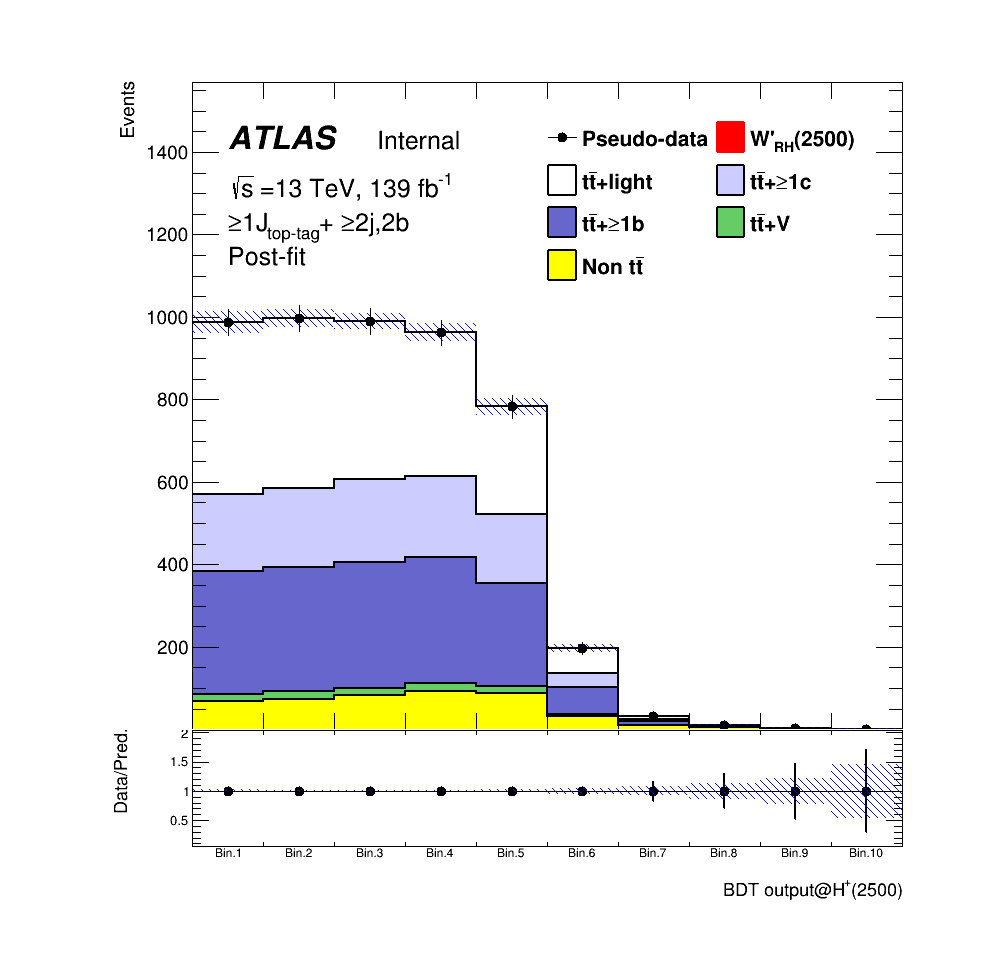 Events
1400
1200
1000
800
600
400
200
ATLAS Internal
√s =13 TeV, 139 fb⁻¹
≥1J_top-tag+ ≥2j,2b
Post-fit
Pseudo-data W'_RH(2500)
tt̄+light tt̄+≥1c
tt̄+≥1b tt̄+V
Non tt̄
Data/Pred.
2
1.5
1
0.5
Bin.1 Bin.2 Bin.3 Bin.4 Bin.5 Bin.6 Bin.7 Bin.8 Bin.9 Bin.10
BDT output@H⁺(2500)